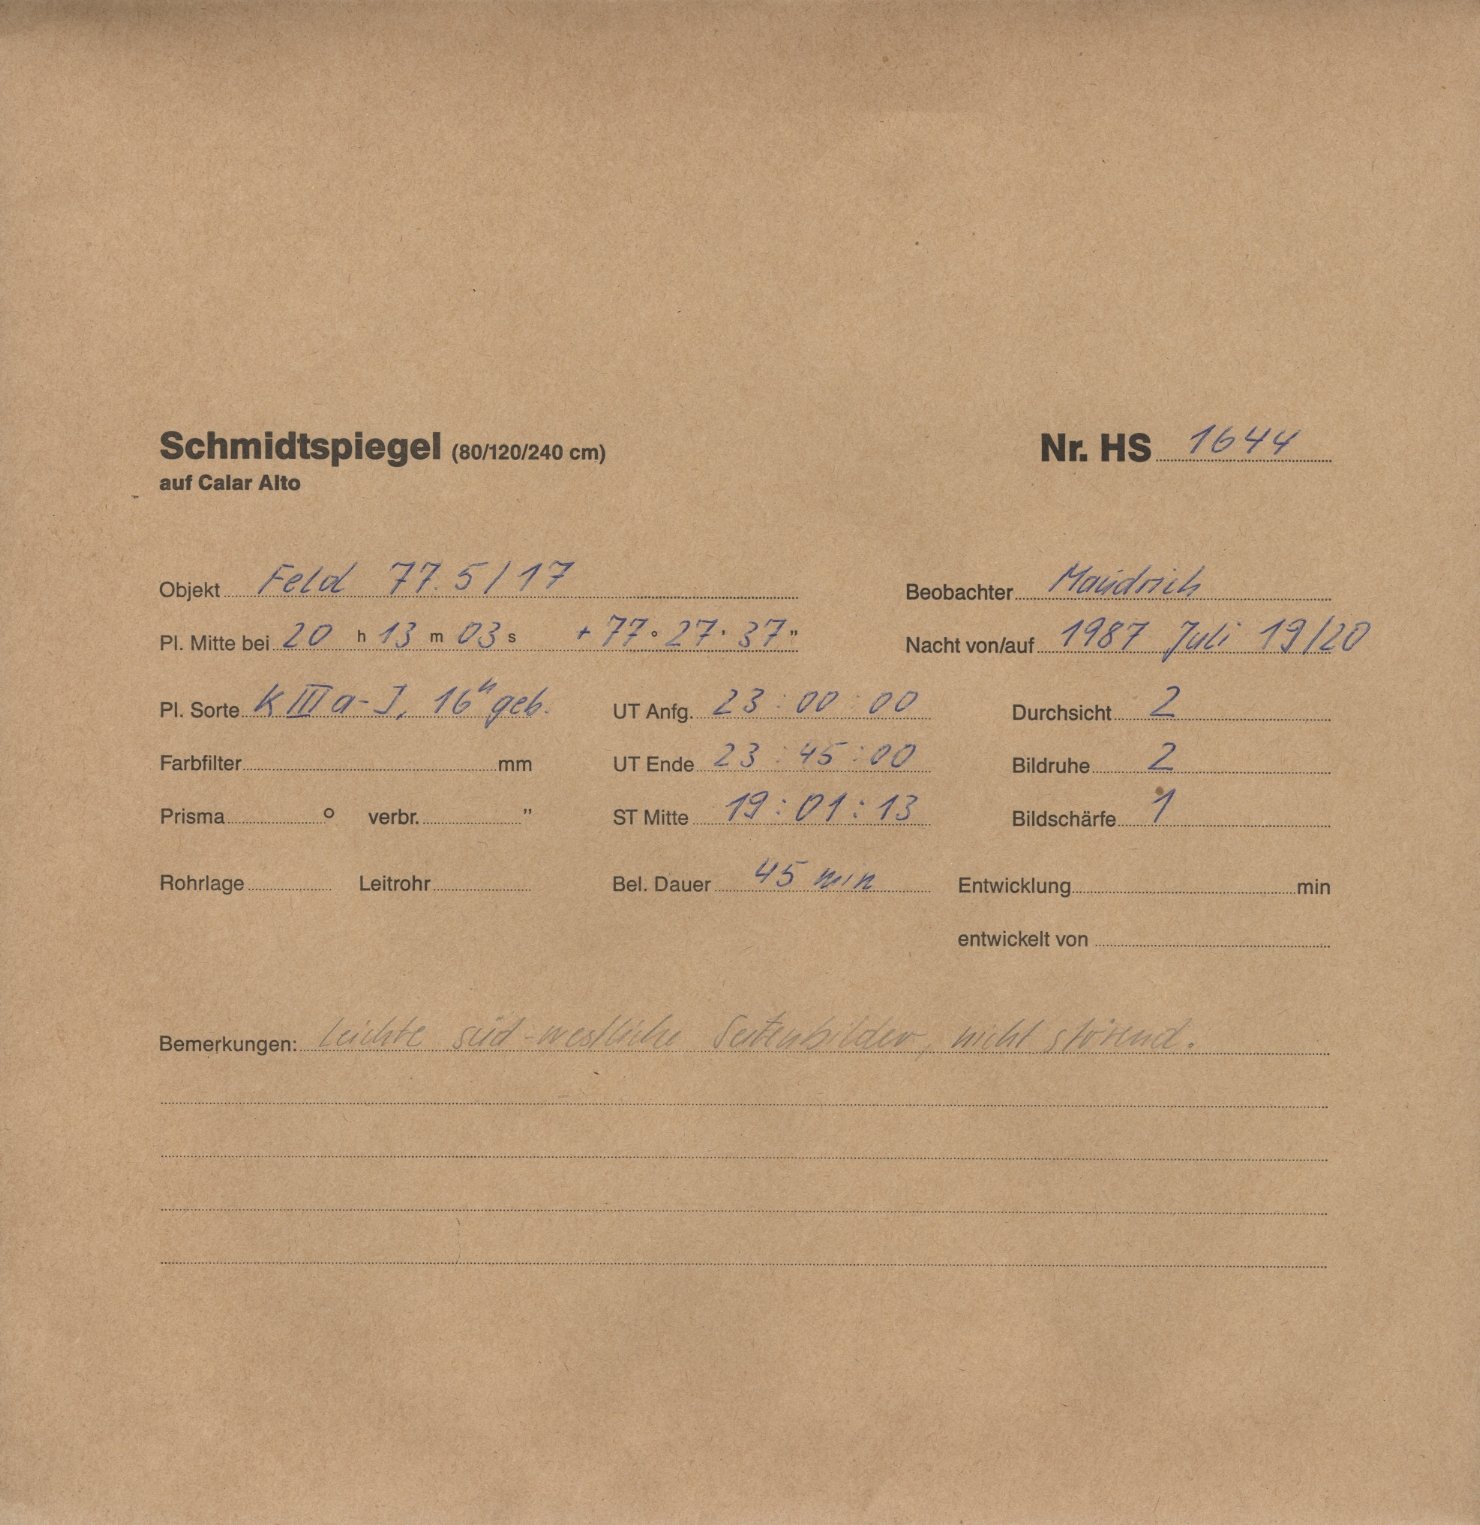 Schmidtspiegel (80/120/240 cm) Nr. HS 1644
auf Calar Alto
Objekt Feld 77.5/17 Beobachter Maindrich
Pl. Mitte bei 20 h 13 m 03 s +77° 27' 37" Nacht von/auf 1987 Juli 19/20
Pl. Sorte K III a-J, 16h geb. UT Anfg. 23 : 00 : 00 Durchsicht 2
Farbfilter mm UT Ende 23 : 45 : 00 Bildruhe 2
Prisma ° verbr. " ST Mitte 19 : 01 : 13 Bildschärfe 1
Rohrlage Leitrohr Bel. Dauer 45 min Entwicklung min
entwickelt von
Bemerkungen: leichte süd-westliche Seitenbilder, nicht störend.